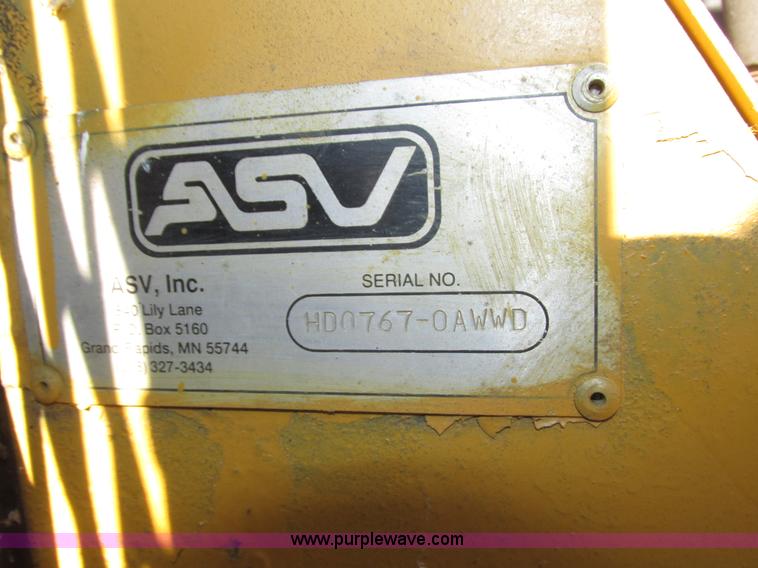 ASV
ASV, Inc.
Lily Lane
Box 5160
Grand Rapids, MN 55744
327-3434
SERIAL NO.
HD0767-0AWWD
www.purplewave.com